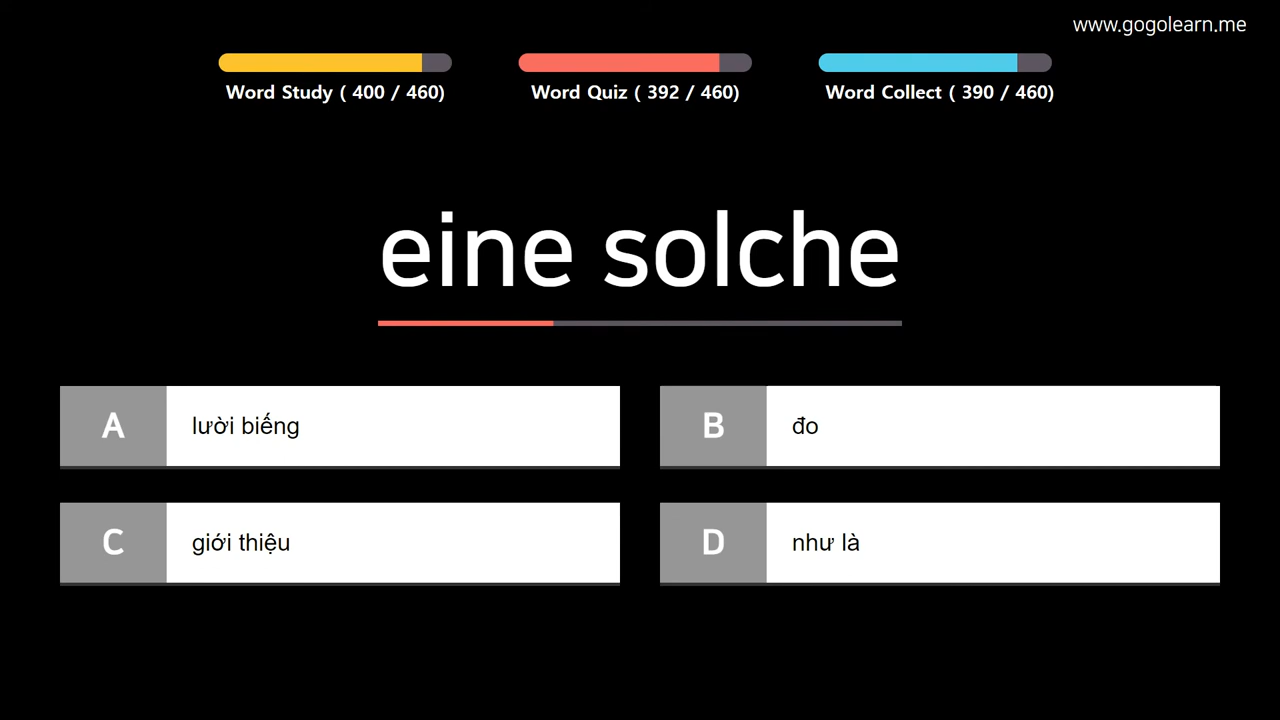 www.gogolearn.me
Word Study ( 400 / 460)
Word Quiz ( 392 / 460)
Word Collect ( 390 / 460)
eine solche
A lười biếng
B đo
C giới thiệu
D như là